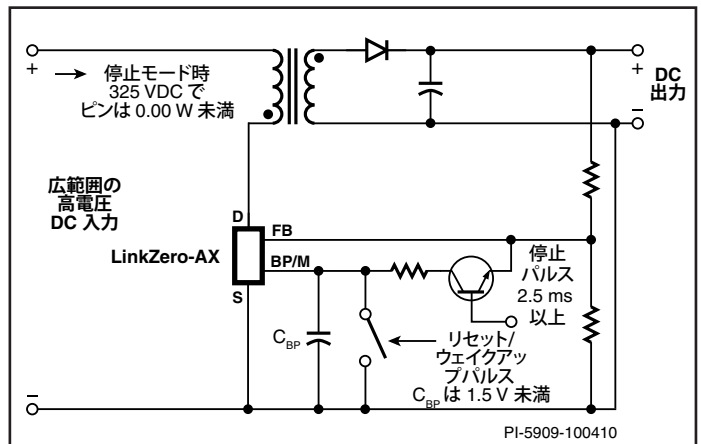 +
停止モード時
325 VDC で
ピンは 0.00 W 未満
+
DC
出力
−
広範囲の
高電圧
DC 入力
D
FB
LinkZero-AX
BP/M
S
停止
パルス
2.5 ms
以上
CBP
リセット/
ウェイクアッ
プパルス
CBP は 1.5 V 未満
−
PI-5909-100410